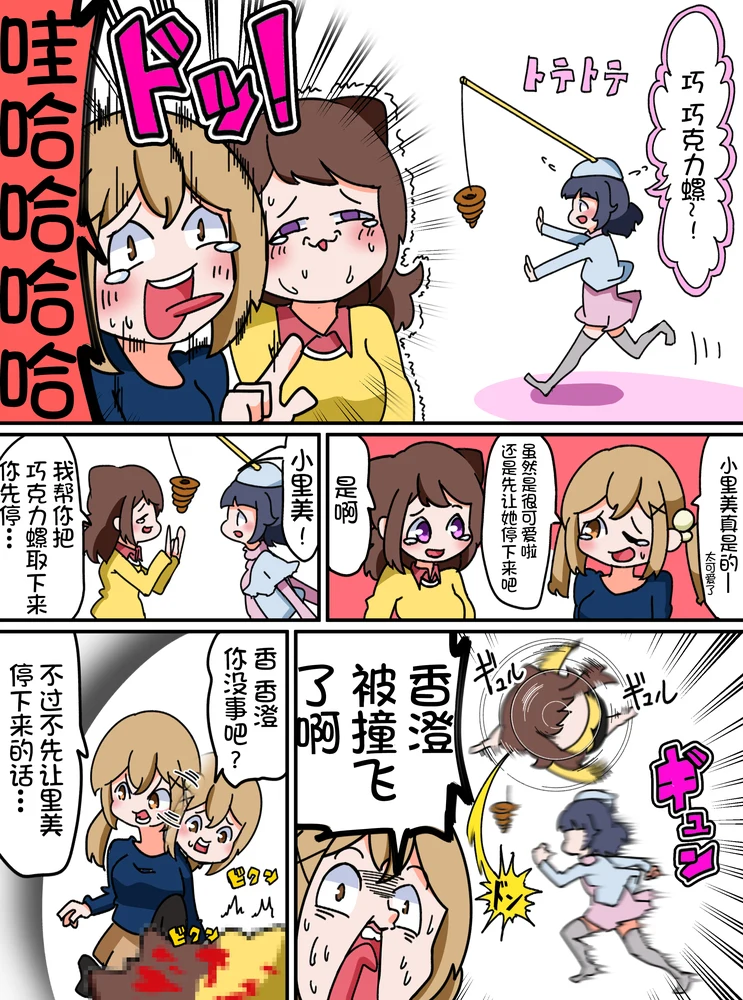 巧 巧克力螺~！
トテトテ
ドッ！
哇哈哈哈哈哈
小里美真是的ー
太可爱了
虽然是很可爱啦
还是先让她停下来吧
是啊
小里美！
我帮你把
巧克力螺取下来
你先停…
ギュン
ギュル
ギュル
ドン
香澄
被撞飞
了啊
香 香澄
你没事吧？
不过不先让里美
停下来的话…
ビクン
ビクン